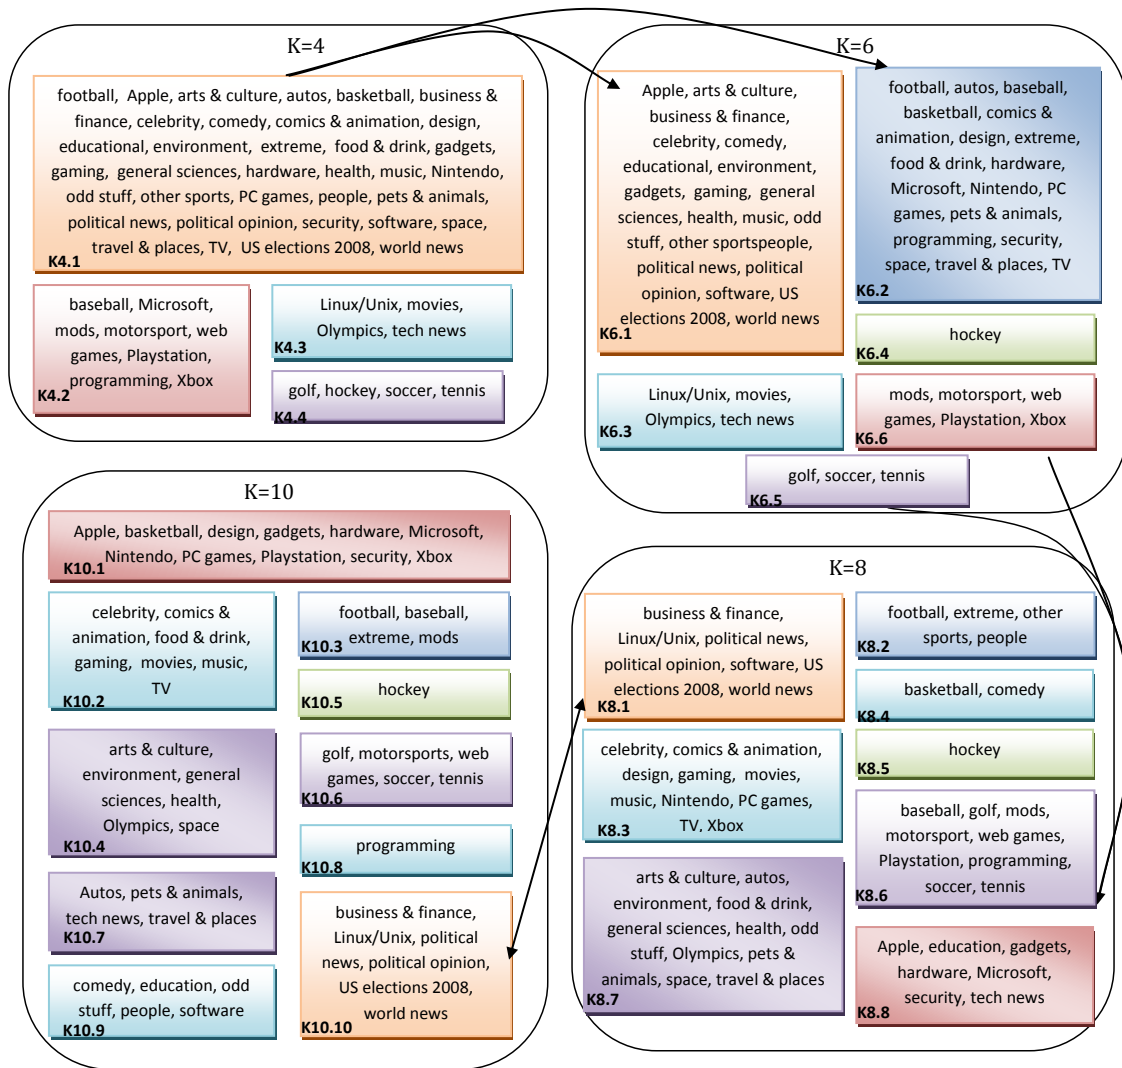 K=4
football, Apple, arts & culture, autos, basketball, business &
finance, celebrity, comedy, comics & animation, design,
educational, environment, extreme, food & drink, gadgets,
gaming, general sciences, hardware, health, music, Nintendo,
odd stuff, other sports, PC games, people, pets & animals,
political news, political opinion, security, software, space,
travel & places, TV, US elections 2008, world news
K4.1
baseball, Microsoft,
mods, motorsport, web
games, Playstation,
programming, Xbox
K4.2
Linux/Unix, movies,
Olympics, tech news
K4.3
golf, hockey, soccer, tennis
K4.4
K=6
Apple, arts & culture,
business & finance,
celebrity, comedy,
educational, environment,
gadgets, gaming, general
sciences, health, music, odd
stuff, other sportspeople,
political news, political
opinion, software, US
elections 2008, world news
K6.1
football, autos, baseball,
basketball, comics &
animation, design, extreme,
food & drink, hardware,
Microsoft, Nintendo, PC
games, pets & animals,
programming, security,
space, travel & places, TV
K6.2
hockey
K6.4
Linux/Unix, movies,
Olympics, tech news
K6.3
mods, motorsport, web
games, Playstation, Xbox
K6.6
golf, soccer, tennis
K6.5
K=10
Apple, basketball, design, gadgets, hardware, Microsoft,
Nintendo, PC games, Playstation, security, Xbox
K10.1
celebrity, comics &
animation, food & drink,
gaming, movies, music,
TV
K10.2
football, baseball,
extreme, mods
K10.3
hockey
K10.5
arts & culture,
environment, general
sciences, health,
Olympics, space
K10.4
golf, motorsports, web
games, soccer, tennis
K10.6
programming
K10.8
Autos, pets & animals,
tech news, travel & places
K10.7
business & finance,
Linux/Unix, political
news, political opinion,
US elections 2008,
world news
K10.10
comedy, education, odd
stuff, people, software
K10.9
K=8
business & finance,
Linux/Unix, political news,
political opinion, software, US
elections 2008, world news
K8.1
football, extreme, other
sports, people
K8.2
basketball, comedy
K8.4
celebrity, comics & animation,
design, gaming, movies,
music, Nintendo, PC games,
TV, Xbox
K8.3
hockey
K8.5
baseball, golf, mods,
motorsport, web games,
Playstation, programming,
soccer, tennis
K8.6
arts & culture, autos,
environment, food & drink,
general sciences, health, odd
stuff, Olympics, pets &
animals, space, travel & places
K8.7
Apple, education, gadgets,
hardware, Microsoft,
security, tech news
K8.8